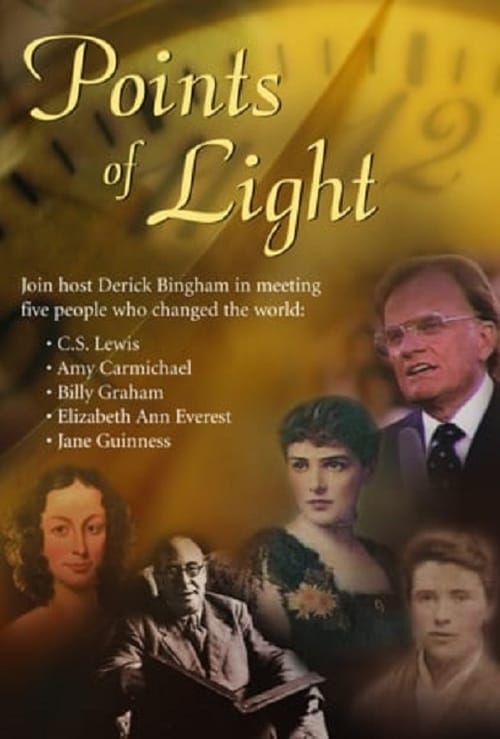 Points
of
Light
12
Join host Derick Bingham in meeting
five people who changed the world:
• C.S. Lewis
• Amy Carmichael
• Billy Graham
• Elizabeth Ann Everest
• Jane Guinness